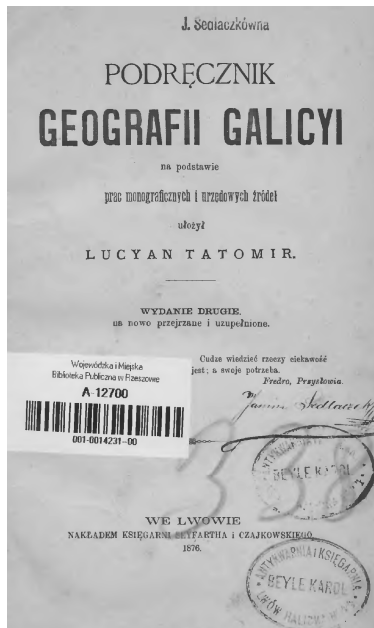 J. Sedlaczkówna
PODRĘCZNIK
GEOGRAFII GALICYI
na podstawie
prac monograficznych i urzędowych źródeł
ułożył
LUCYAN TATOMIR.
WYDANIE DRUGIE,
na nowo przejrzane i uzupełnione.
Cudze wiedzieć rzeczy ciekawość
jest; a swoje potrzeba.
Fredro, Przysłowia.
Wojewódzka i Miejska
Biblioteka Publiczna w Rzeszowie
A-12700
001-0014231-00
BEYLE KAROL
WE LWOWIE
NAKŁADEM KSIĘGARNI SEYFARTHA i CZAJKOWSKIEGO
1876.
ANTYKWARNIA I KSIĘGARNIA
BEYLE KAROL
LWÓW